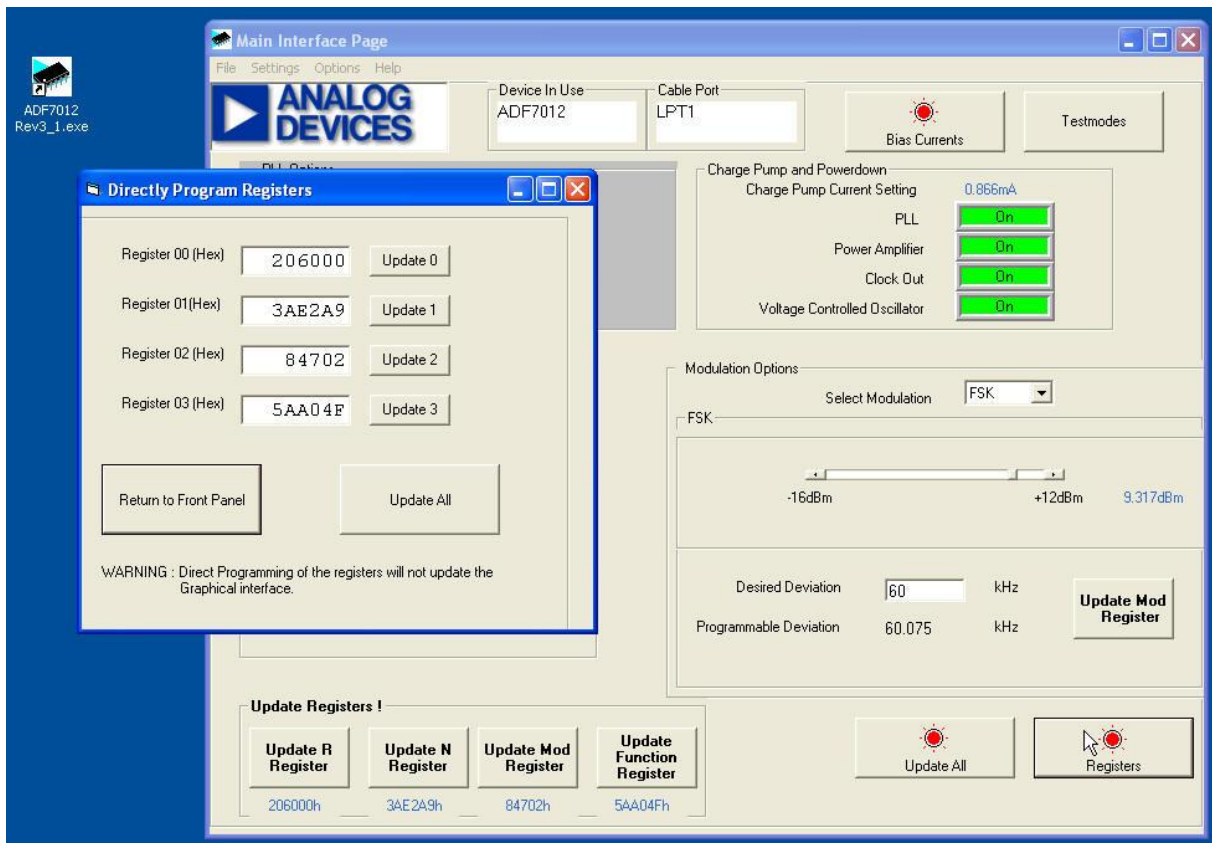 ADF7012
Rev3_1.exe
Main Interface Page
File Settings Options Help
ANALOG
DEVICES
Device In Use
ADF7012
Cable Port
LPT1
Bias Currents
Testmodes
PLL Options
Charge Pump and Powerdown
Charge Pump Current Setting 0.866mA
PLL On
Power Amplifier On
Clock Out On
Voltage Controlled Oscillator On
Directly Program Registers
Register 00 (Hex) 206000 Update 0
Register 01(Hex) 3AE2A9 Update 1
Register 02 (Hex) 84702 Update 2
Register 03 (Hex) 5AA04F Update 3
Return to Front Panel
Update All
WARNING : Direct Programming of the registers will not update the
Graphical interface.
Modulation Options
Select Modulation FSK
FSK
-16dBm +12dBm 9.317dBm
Desired Deviation 60 kHz
Programmable Deviation 60.075 kHz
Update Mod
Register
Update Registers !
Update R
Register
Update N
Register
Update Mod
Register
Update
Function
Register
206000h 3AE2A9h 84702h 5AA04Fh
Update All
Registers